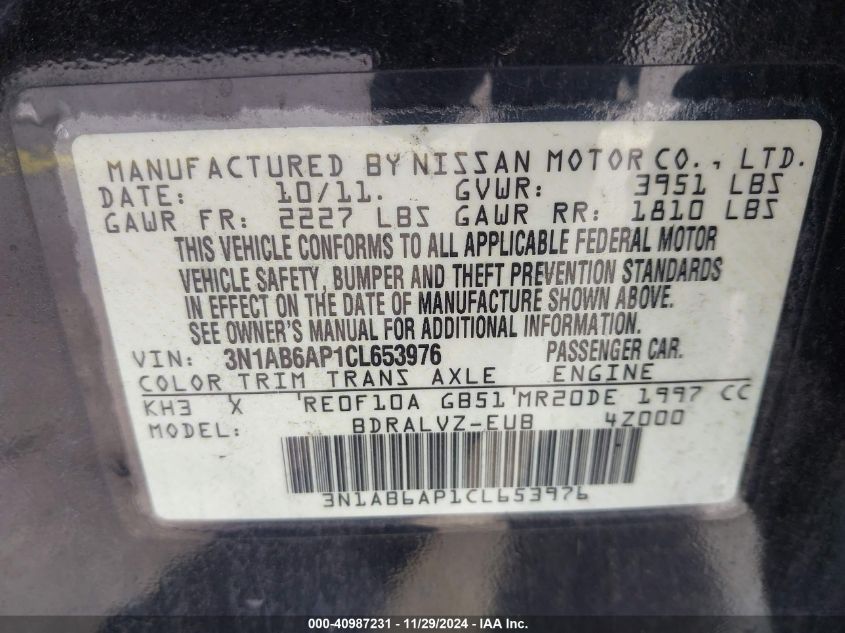 MANUFACTURED BY NISSAN MOTOR CO., LTD.
DATE: 10/11. GVWR: 3951 LBS
GAWR FR: 2227 LBS GAWR RR: 1810 LBS
THIS VEHICLE CONFORMS TO ALL APPLICABLE FEDERAL MOTOR
VEHICLE SAFETY, BUMPER AND THEFT PREVENTION STANDARDS
IN EFFECT ON THE DATE OF MANUFACTURE SHOWN ABOVE.
SEE OWNER'S MANUAL FOR ADDITIONAL INFORMATION.
VIN: 3N1AB6AP1CL653976 PASSENGER CAR.
COLOR TRIM TRANS AXLE ENGINE
KH3 X RE0F10A GB51 MR20DE 1997 CC
MODEL: BDRALVZ-EUB 4Z000
3N1AB6AP1CL653976
000-40987231 - 11/29/2024 - IAAI.com